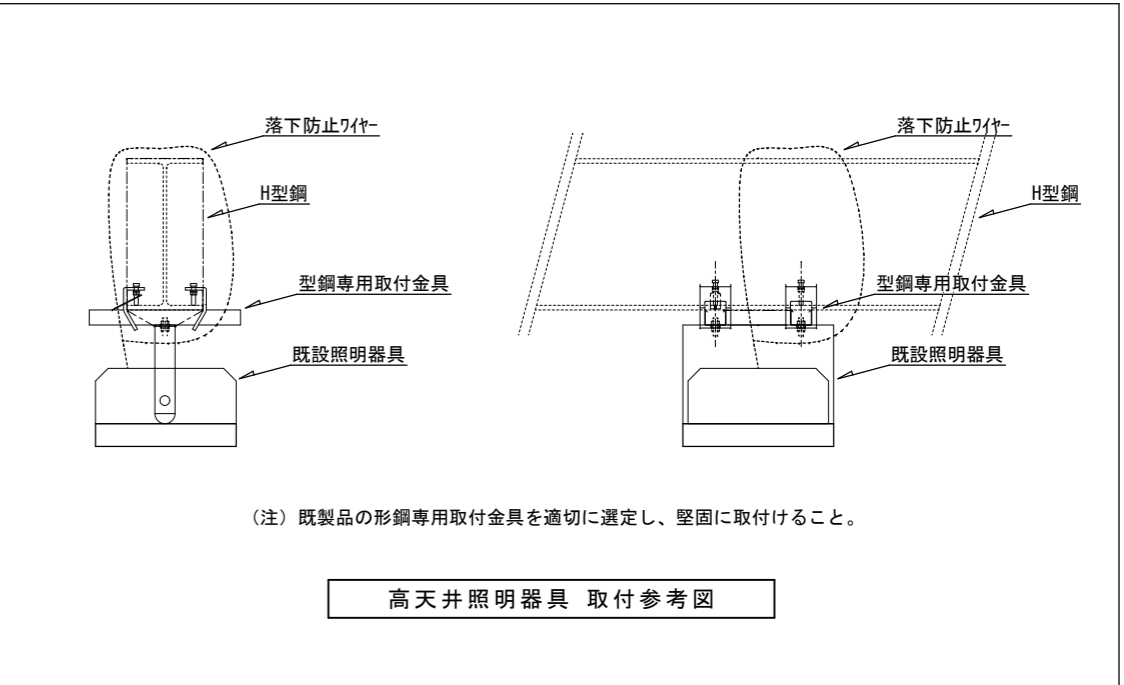 落下防止ﾜｲﾔｰ
H型鋼
型鋼専用取付金具
既設照明器具
落下防止ﾜｲﾔｰ
H型鋼
型鋼専用取付金具
既設照明器具
（注）既製品の形鋼専用取付金具を適切に選定し、堅固に取付けること。
高天井照明器具 取付参考図